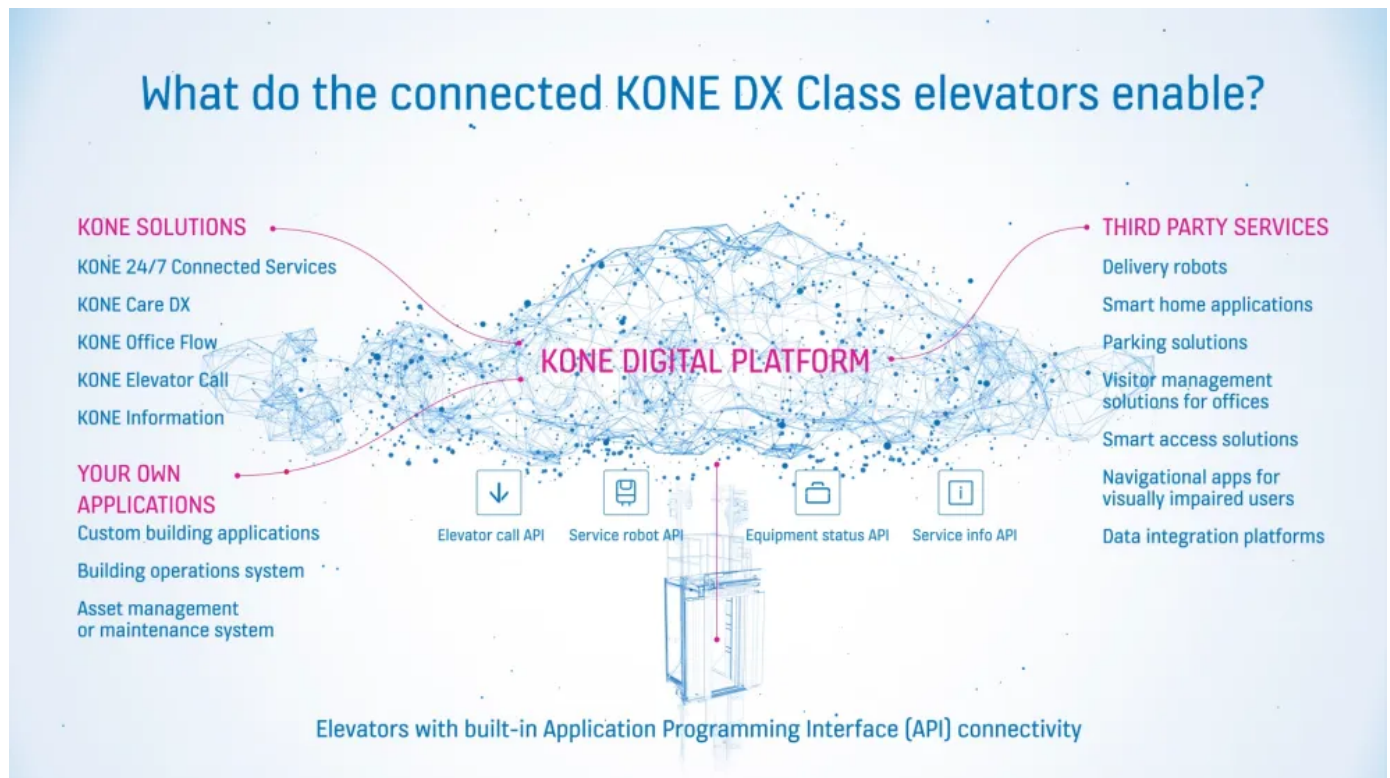 What do the connected KONE DX Class elevators enable?
KONE SOLUTIONS
KONE 24/7 Connected Services
KONE Care DX
KONE Office Flow
KONE Elevator Call
KONE Information
YOUR OWN
APPLICATIONS
Custom building applications
Building operations system
Asset management
or maintenance system
KONE DIGITAL PLATFORM
Elevator call API
Service robot API
Equipment status API
Service info API
THIRD PARTY SERVICES
Delivery robots
Smart home applications
Parking solutions
Visitor management
solutions for offices
Smart access solutions
Navigational apps for
visually impaired users
Data integration platforms
Elevators with built-in Application Programming Interface (API) connectivity